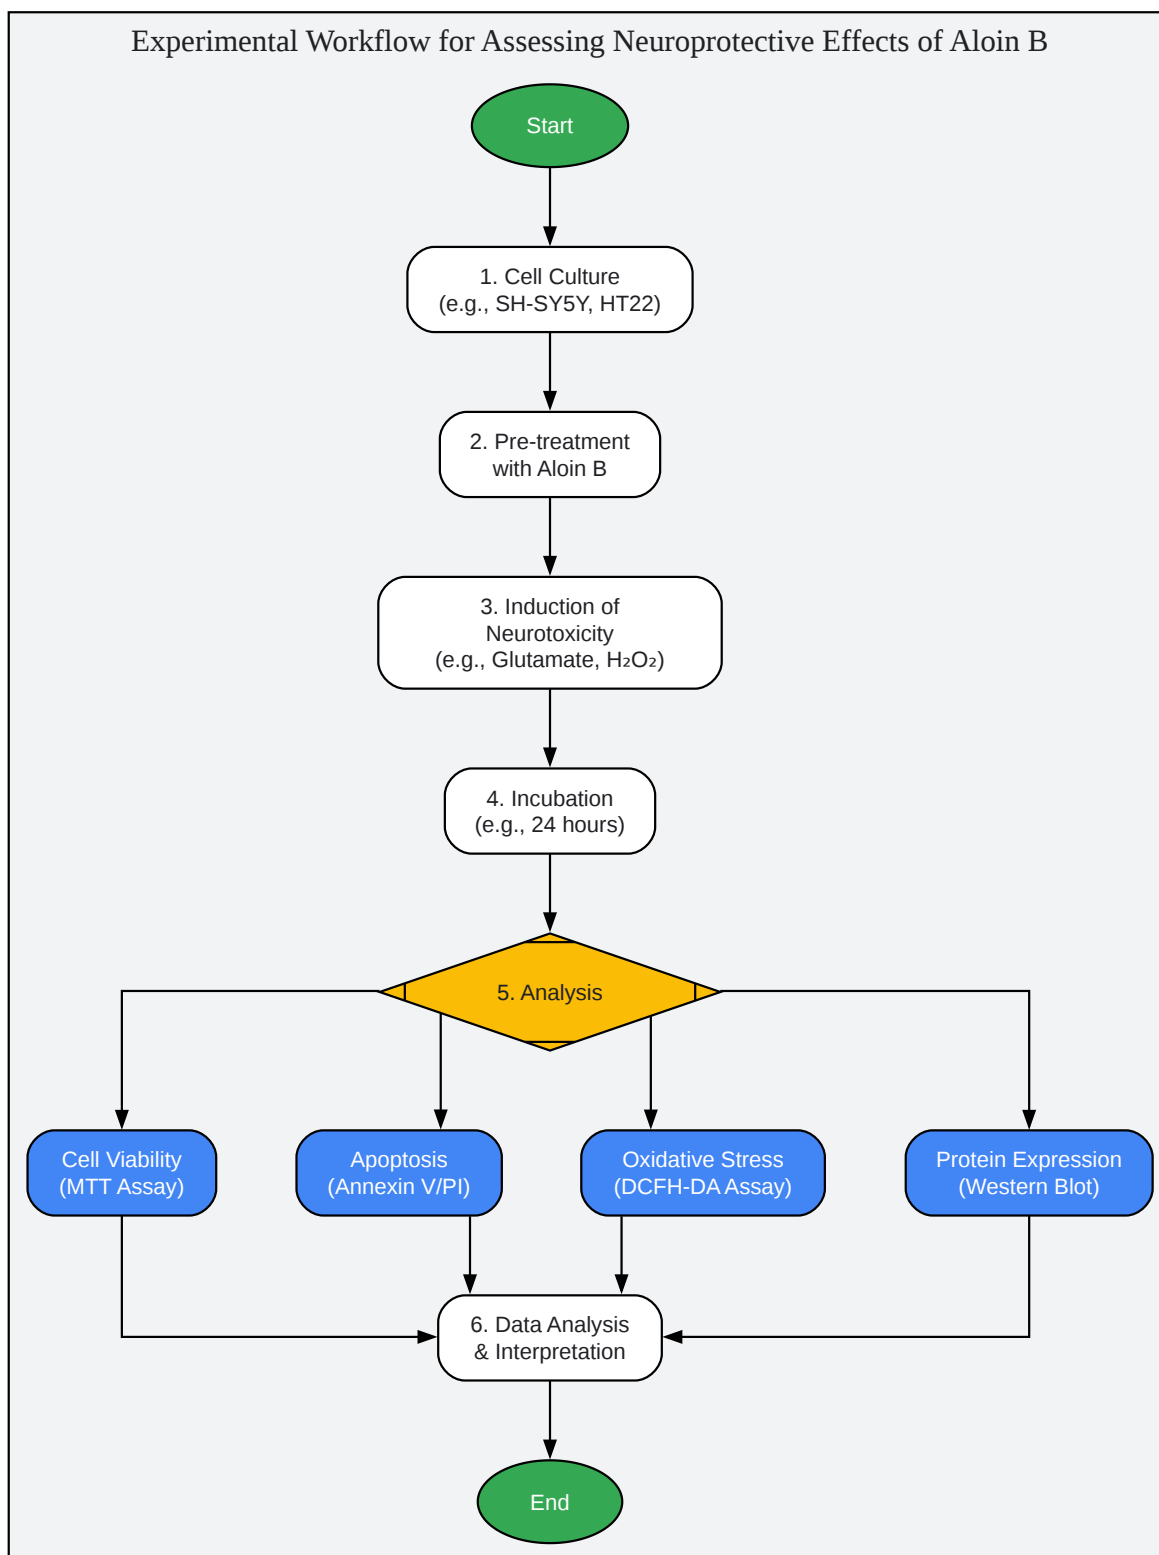 Experimental Workflow for Assessing Neuroprotective Effects of Aloin B
Start
1. Cell Culture
(e.g., SH-SY5Y, HT22)
2. Pre-treatment
with Aloin B
3. Induction of
Neurotoxicity
(e.g., Glutamate, H₂O₂)
4. Incubation
(e.g., 24 hours)
5. Analysis
Cell Viability
(MTT Assay)
Apoptosis
(Annexin V/PI)
Oxidative Stress
(DCFH-DA Assay)
Protein Expression
(Western Blot)
6. Data Analysis
& Interpretation
End